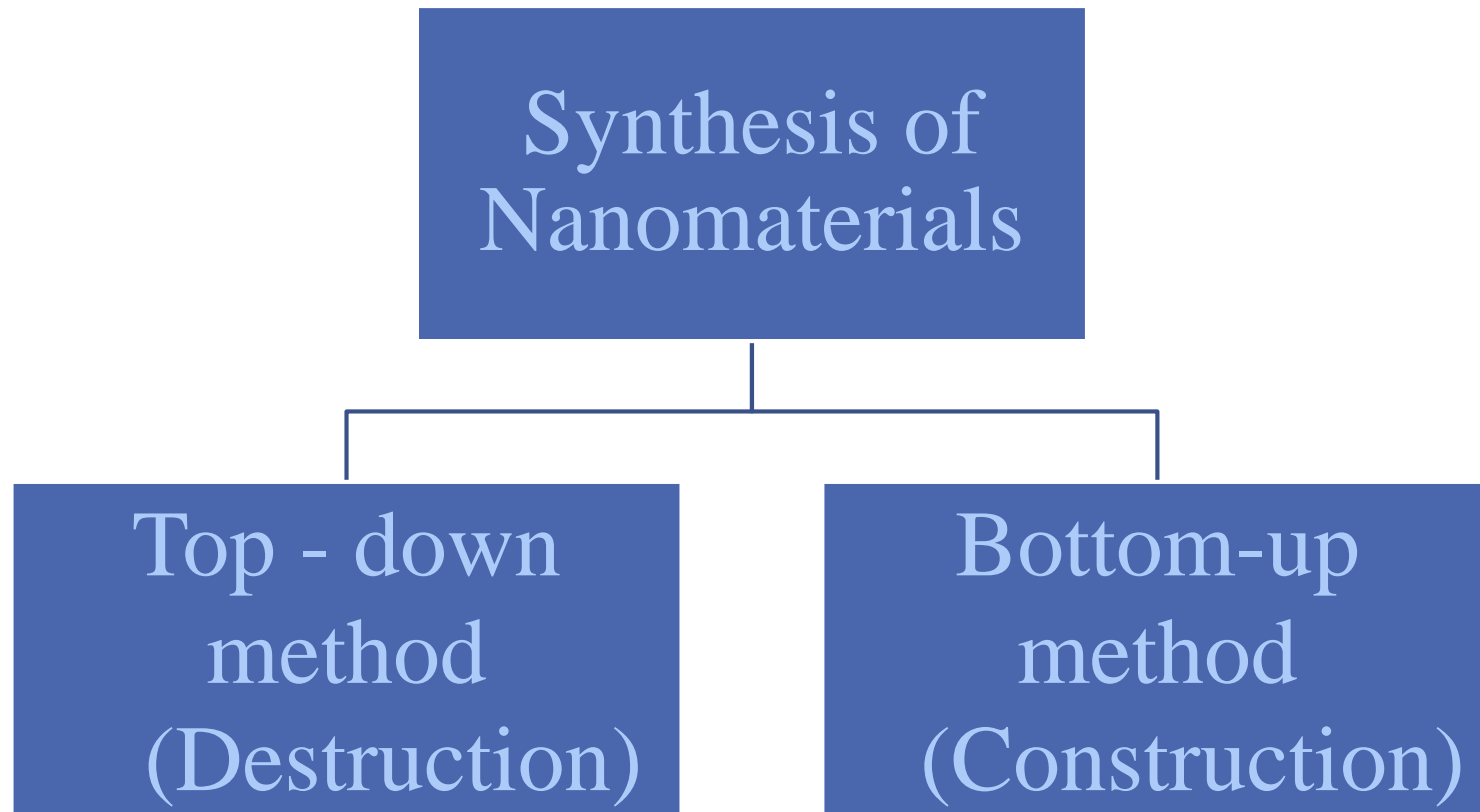 Synthesis of
Nanomaterials
Top - down
method
(Destruction)
Bottom-up
method
(Construction)